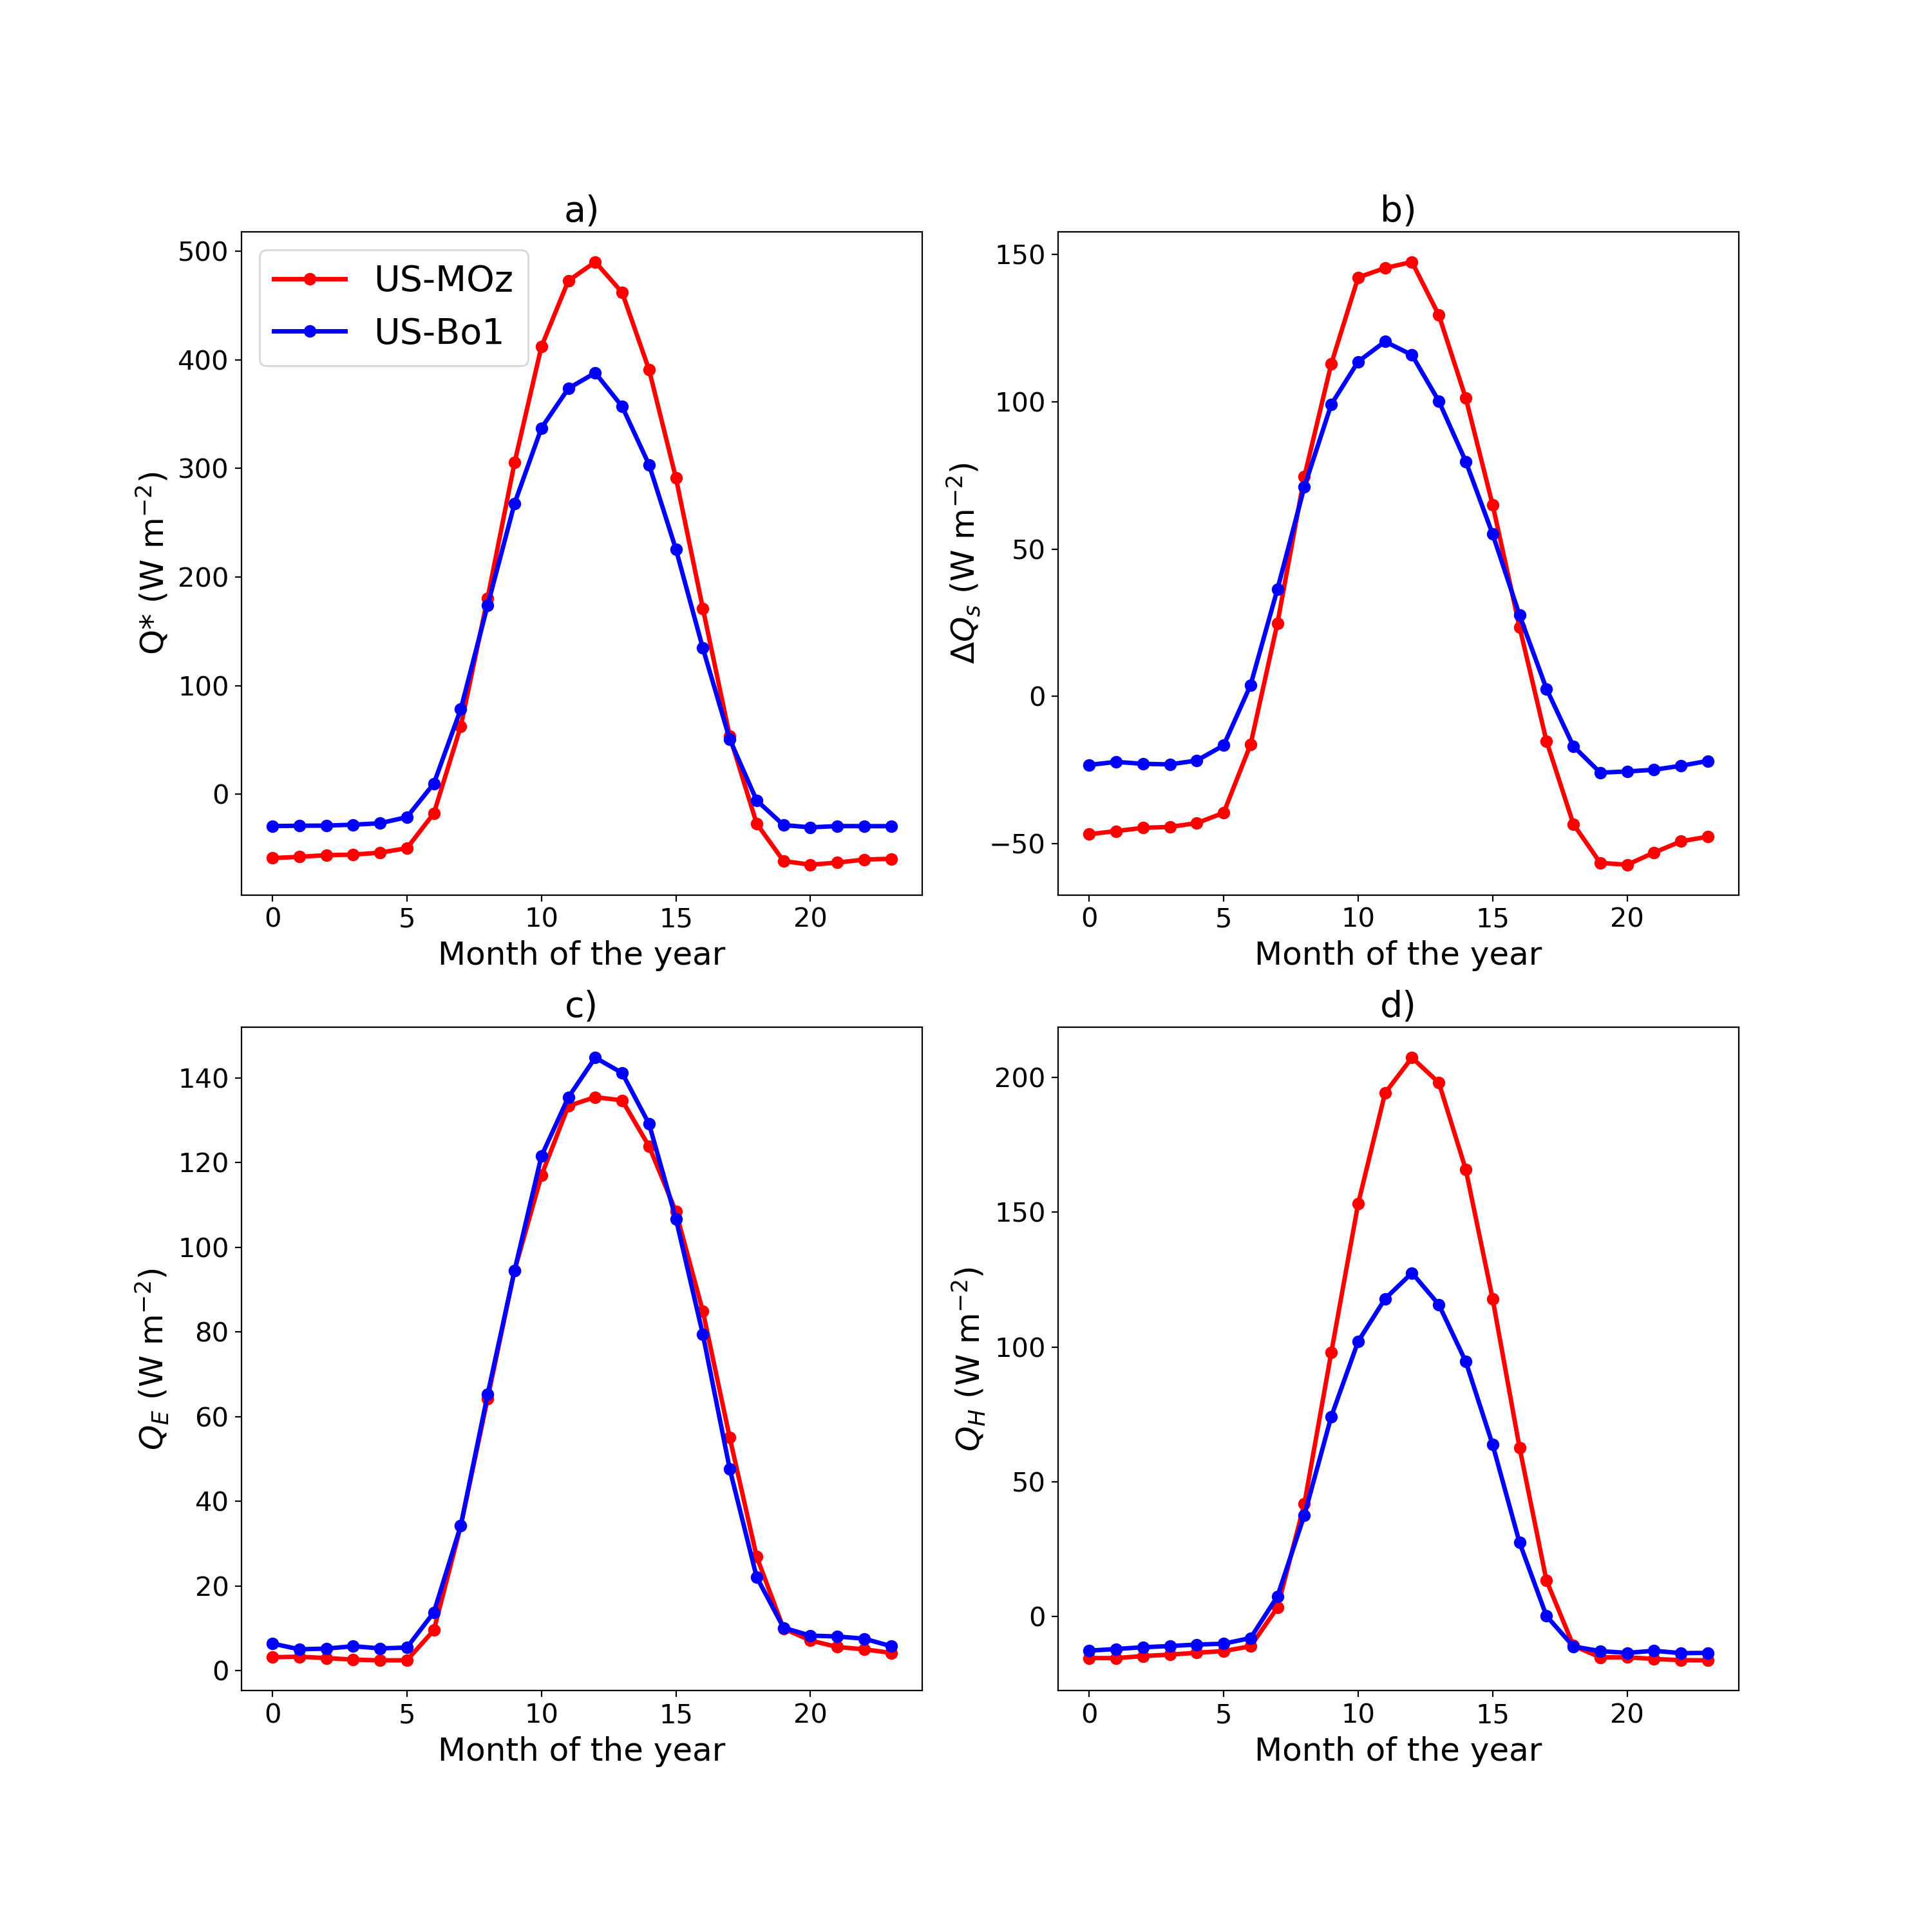 a)
500
400
300
200
100
0
Q* (W m⁻²)
US-MOz
US-Bo1
0 5 10 15 20
Month of the year
b)
150
100
50
0
−50
ΔQₛ (W m⁻²)
0 5 10 15 20
Month of the year
c)
140
120
100
80
60
40
20
0
Q_E (W m⁻²)
0 5 10 15 20
Month of the year
d)
200
150
100
50
0
Q_H (W m⁻²)
0 5 10 15 20
Month of the year